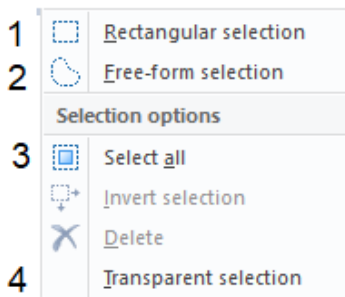 1 Rectangular selection
2 Free-form selection
Selection options
3 Select all
Invert selection
Delete
4 Transparent selection